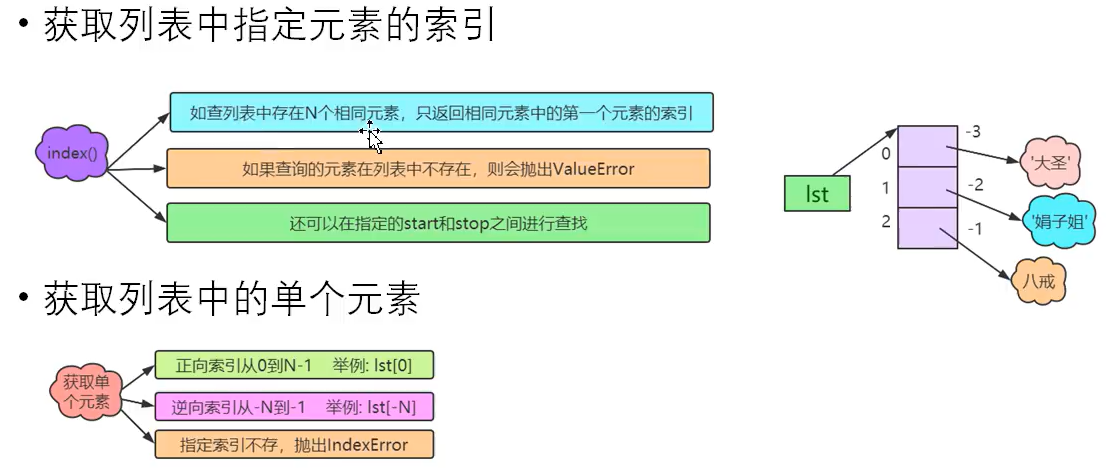 • 获取列表中指定元素的索引
index()
如查列表中存在N个相同元素，只返回相同元素中的第一个元素的索引
如果查询的元素在列表中不存在，则会抛出ValueError
还可以在指定的start和stop之间进行查找
lst
0
1
2
-3
-2
-1
'大圣'
'娟子姐'
八戒
• 获取列表中的单个元素
获取单
个元素
正向索引从0到N-1 举例: lst[0]
逆向索引从-N到-1 举例: lst[-N]
指定索引不存，抛出IndexError